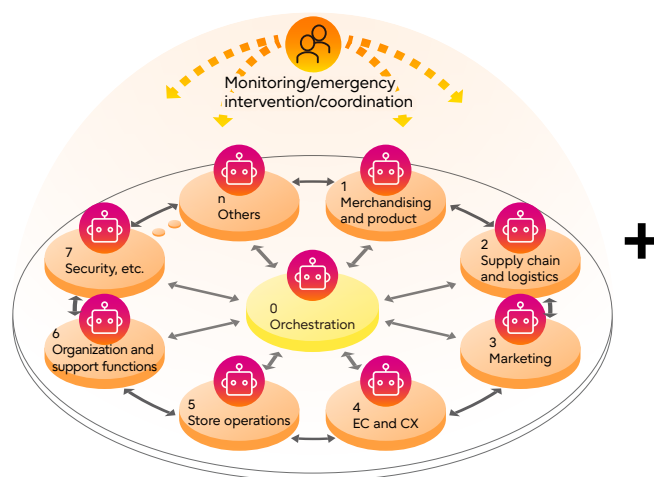 Monitoring/emergency
intervention/coordination
n
Others
1
Merchandising
and product
7
Security, etc.
2
Supply chain
and logistics
0
Orchestration
6
Organization and
support functions
3
Marketing
5
Store operations
4
EC and CX
+